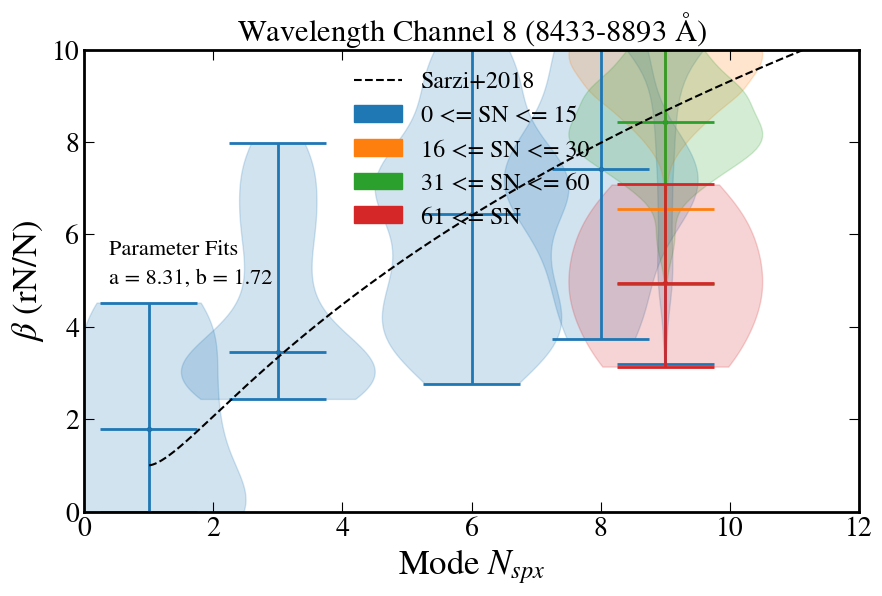 Wavelength Channel 8 (8433-8893 Å)
10
8
6
4
2
0
β (rN/N)
Sarzi+2018
0 <= SN <= 15
16 <= SN <= 30
31 <= SN <= 60
61 <= SN
Parameter Fits
a = 8.31, b = 1.72
0 2 4 6 8 10 12
Mode N_{spx}